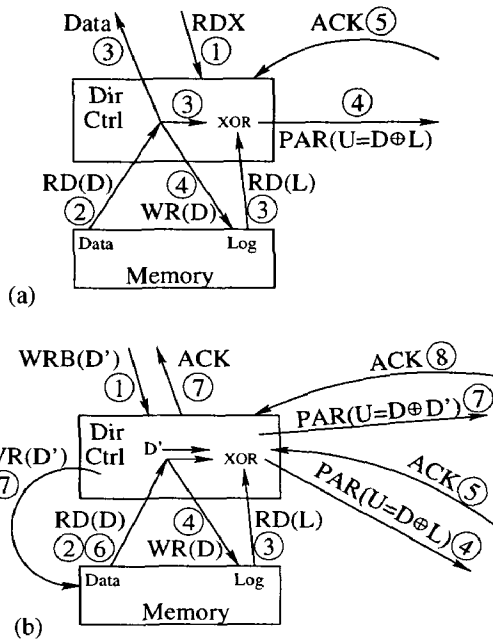 Data
③
RDX
①
ACK ⑤
Dir
Ctrl
③
XOR
④
PAR(U=D⊕L)
RD(D)
②
④
WR(D)
RD(L)
③
Data
Log
Memory
(a)
WRB(D')
①
ACK
⑦
ACK ⑧
PAR(U=D⊕D') ⑦
VR(D')
⑦
Dir
Ctrl
D'
XOR
ACK ⑤
PAR(U=D⊕L) ④
RD(D)
② ⑥
④
WR(D)
RD(L)
③
Data
Log
Memory
(b)